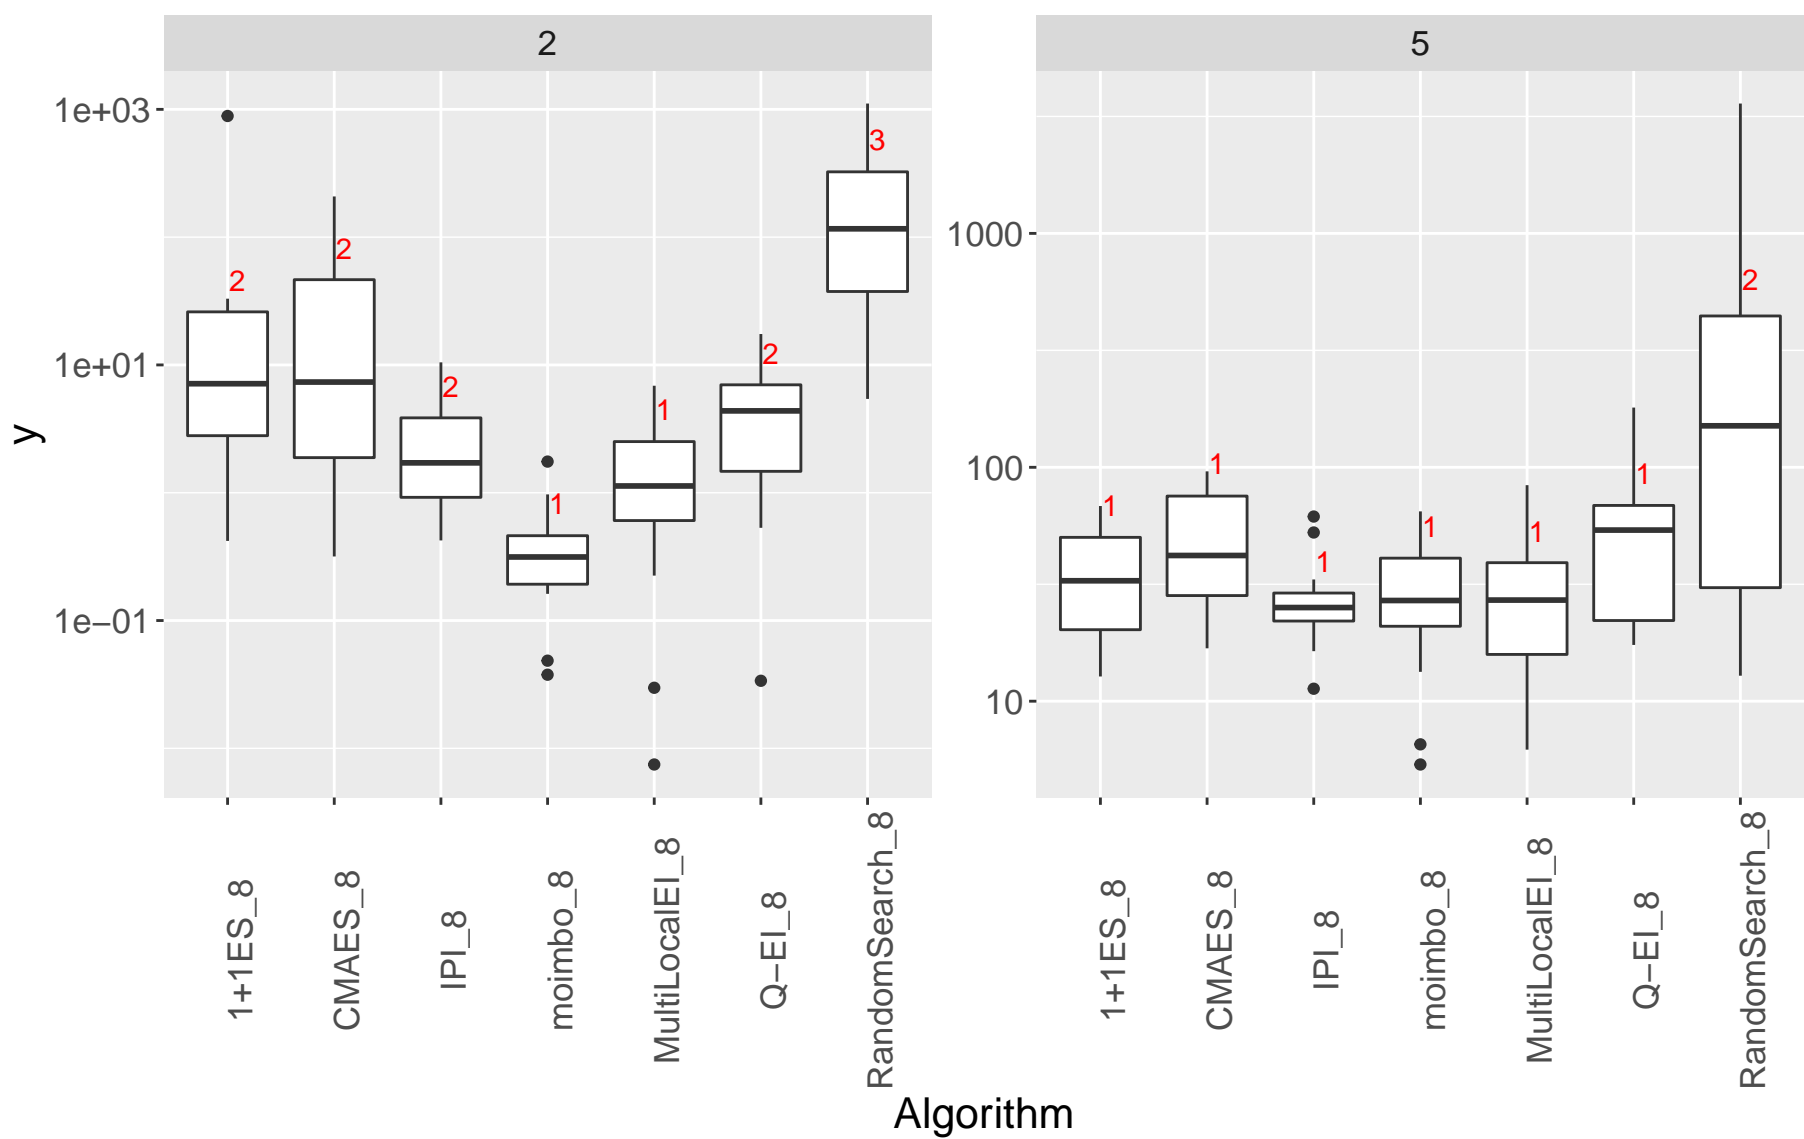 2
5
y
1e+03
1e+01
1e−01
2
2
2
1
1
2
3
1000
100
10
1
1
1
1
1
1
2
1+1ES_8
CMAES_8
IPI_8
moimbo_8
MultiLocalEI_8
Q−EI_8
RandomSearch_8
1+1ES_8
CMAES_8
IPI_8
moimbo_8
MultiLocalEI_8
Q−EI_8
RandomSearch_8
Algorithm